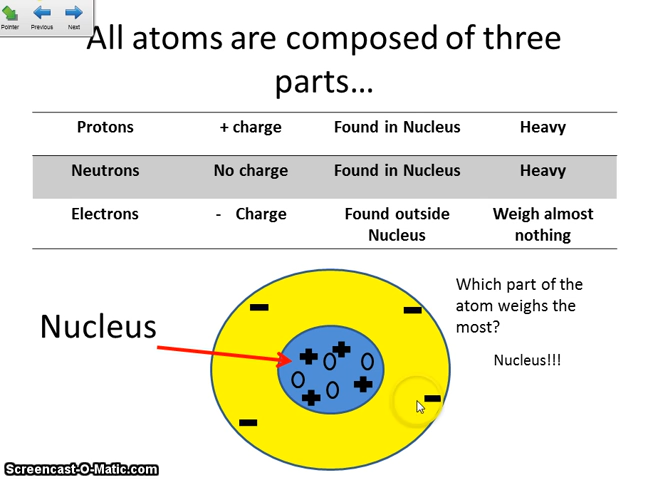 Pointer Previous Next
All atoms are composed of three
parts…
Protons + charge Found in Nucleus Heavy
Neutrons No charge Found in Nucleus Heavy
Electrons - Charge Found outside Weigh almost
Nucleus nothing
Which part of the
atom weighs the
most?
Nucleus
Nucleus!!!
Screencast-O-Matic.com